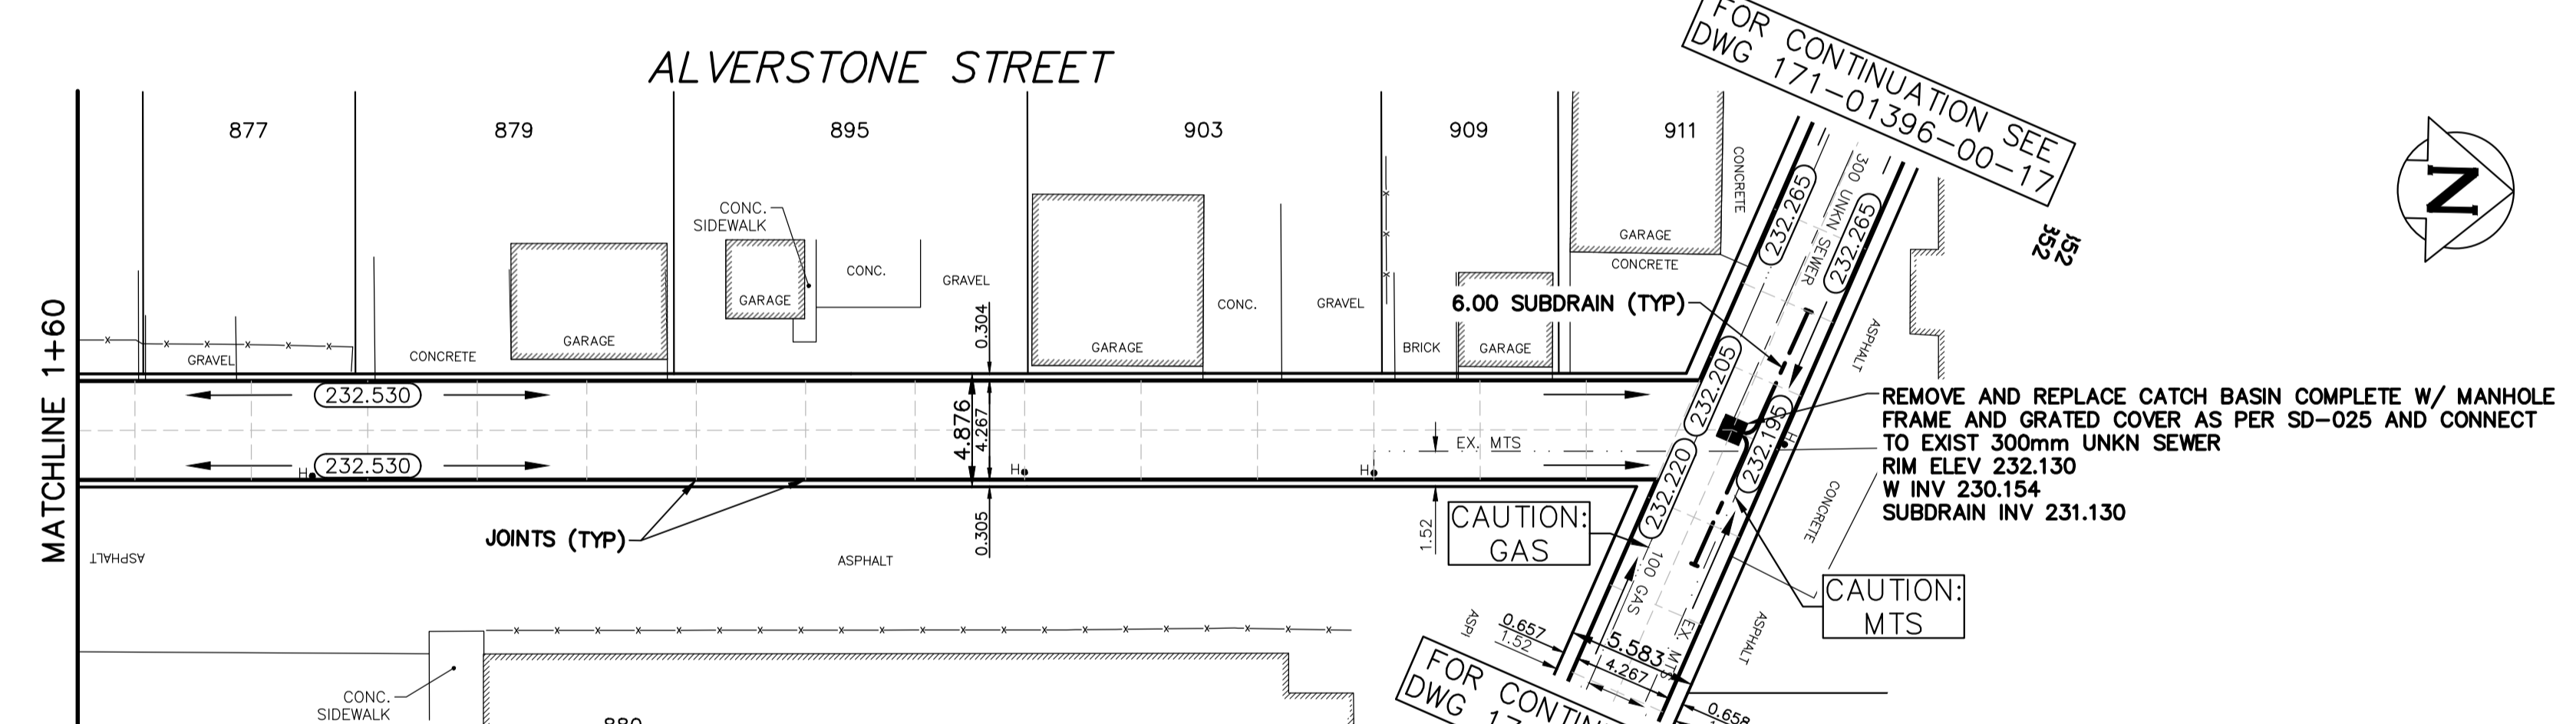 FOR CONTINUATION SEE
DWG 171-01396-00-17
ALVERSTONE STREET
877
879
895
903
909
911
N
CONCRETE
300 UNKN SEWER
232.265
232.265
CONC.
SIDEWALK
GARAGE
CONCRETE
CONC.
GRAVEL
GARAGE
6.00 SUBDRAIN (TYP)
CONC.
GRAVEL
0.304
ASPHALT
GARAGE
GARAGE
BRICK
GARAGE
GRAVEL
CONCRETE
MATCHLINE 1+60
232.530
232.205
REMOVE AND REPLACE CATCH BASIN COMPLETE W/ MANHOLE
FRAME AND GRATED COVER AS PER SD-025 AND CONNECT
TO EXIST 300mm UNKN SEWER
RIM ELEV 232.130
W INV 230.154
SUBDRAIN INV 231.130
4.876
4.267
EX. MTS
232.195
H
H
232.530
H
H
232.220
JOINTS (TYP)
0.305
1.52
CAUTION:
GAS
CONCRETE
ASPHALT
ASPHALT
100 GAS
CAUTION:
MTS
ASPHALT
0.657
1.52
5.583
4.267
EX. MTS
CONC.
SIDEWALK
0.658